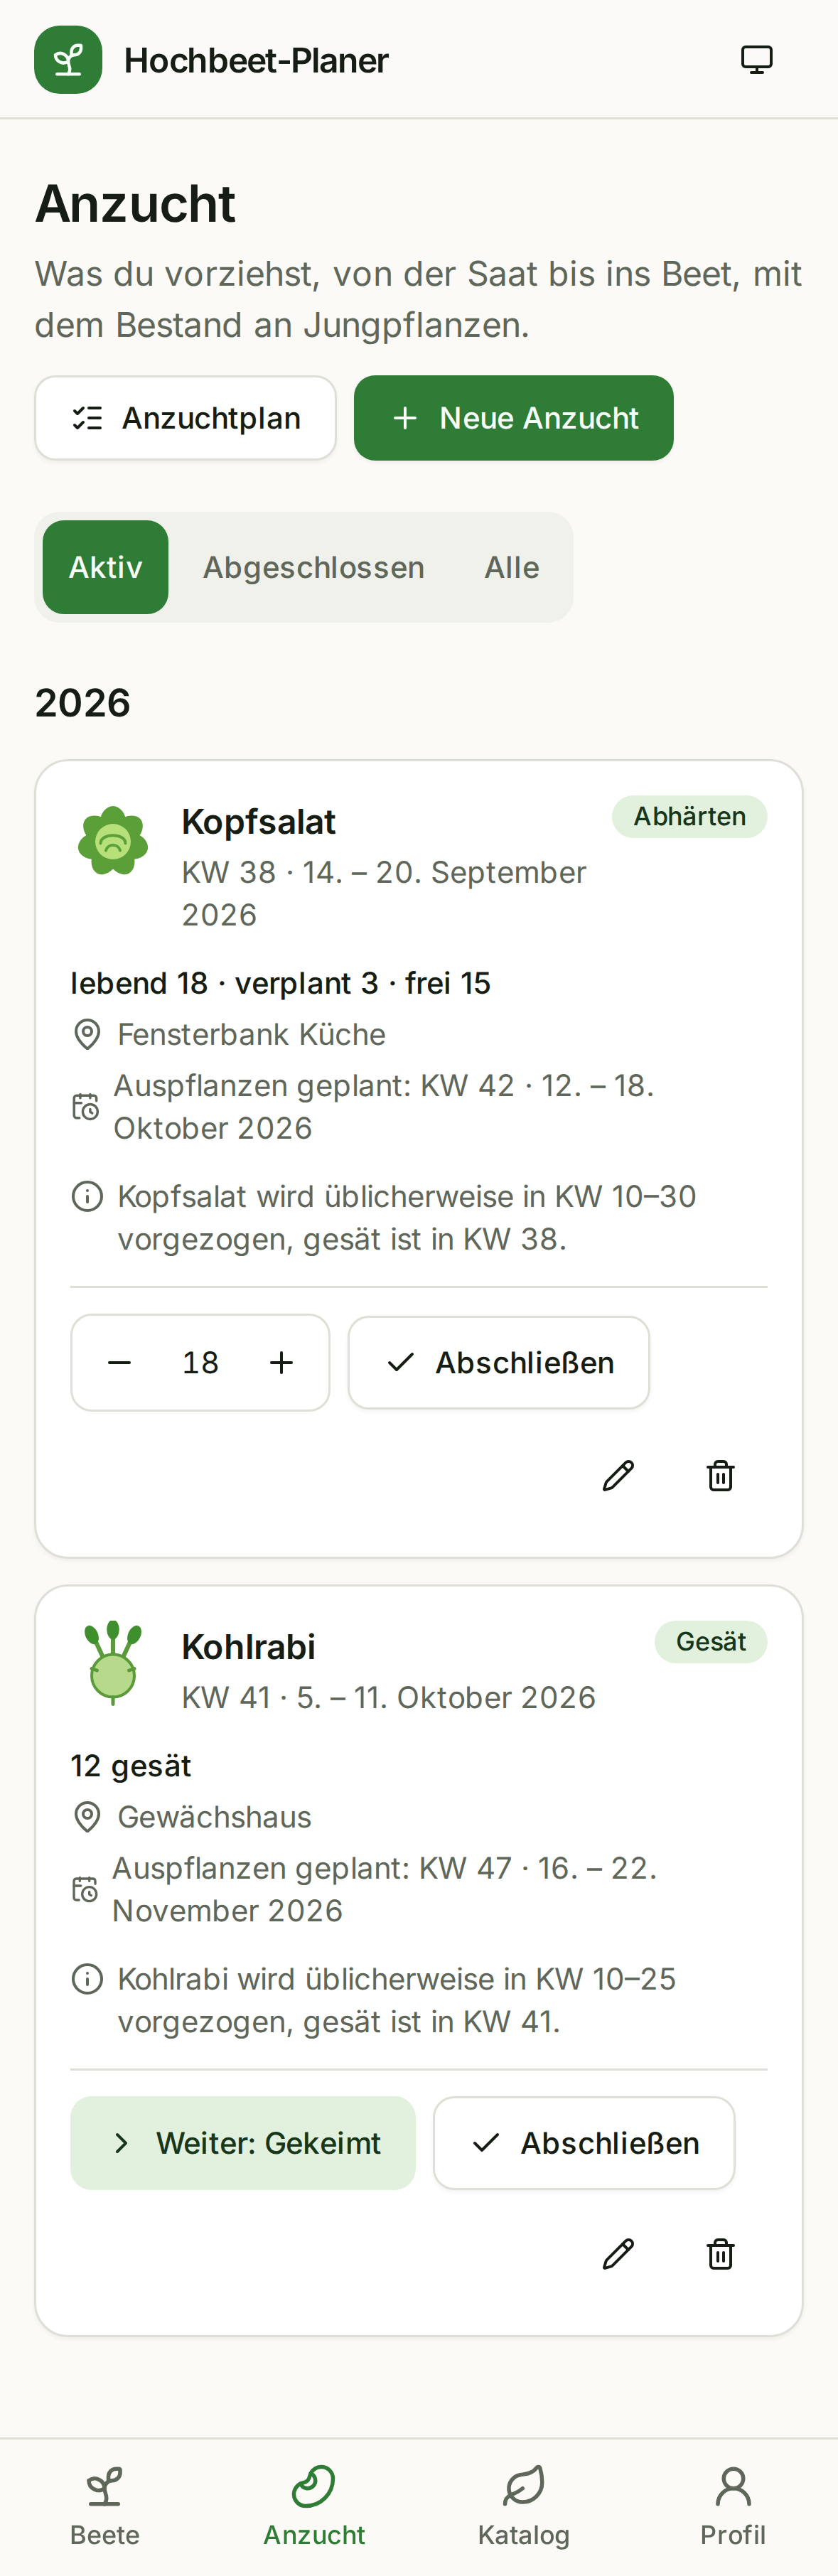 Hochbeet-Planer
Anzucht
Was du vorziehst, von der Saat bis ins Beet, mit
dem Bestand an Jungpflanzen.
Anzuchtplan
Neue Anzucht
Aktiv
Abgeschlossen
Alle
2026
Kopfsalat
Abhärten
KW 38 · 14. – 20. September
2026
lebend 18 · verplant 3 · frei 15
Fensterbank Küche
Auspflanzen geplant: KW 42 · 12. – 18.
Oktober 2026
Kopfsalat wird üblicherweise in KW 10–30
vorgezogen, gesät ist in KW 38.
18
Abschließen
Kohlrabi
Gesät
KW 41 · 5. – 11. Oktober 2026
12 gesät
Gewächshaus
Auspflanzen geplant: KW 47 · 16. – 22.
November 2026
Kohlrabi wird üblicherweise in KW 10–25
vorgezogen, gesät ist in KW 41.
Weiter: Gekeimt
Abschließen
Beete
Anzucht
Katalog
Profil